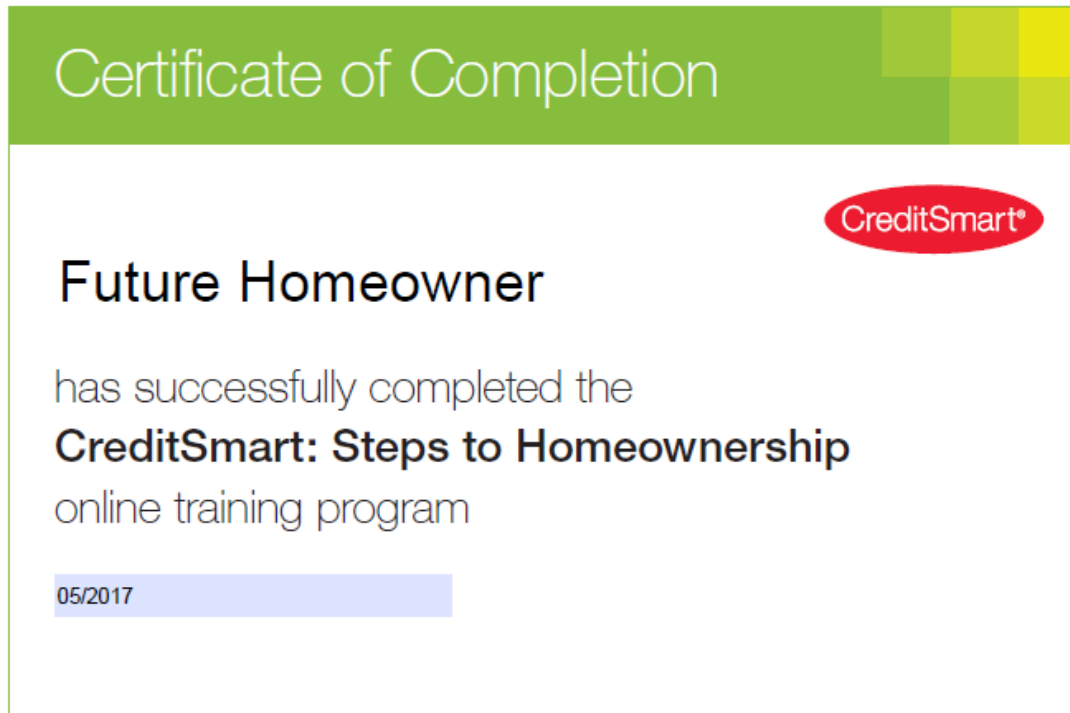 Certificate of Completion
CreditSmart®
Future Homeowner
has successfully completed the
CreditSmart: Steps to Homeownership
online training program
05/2017